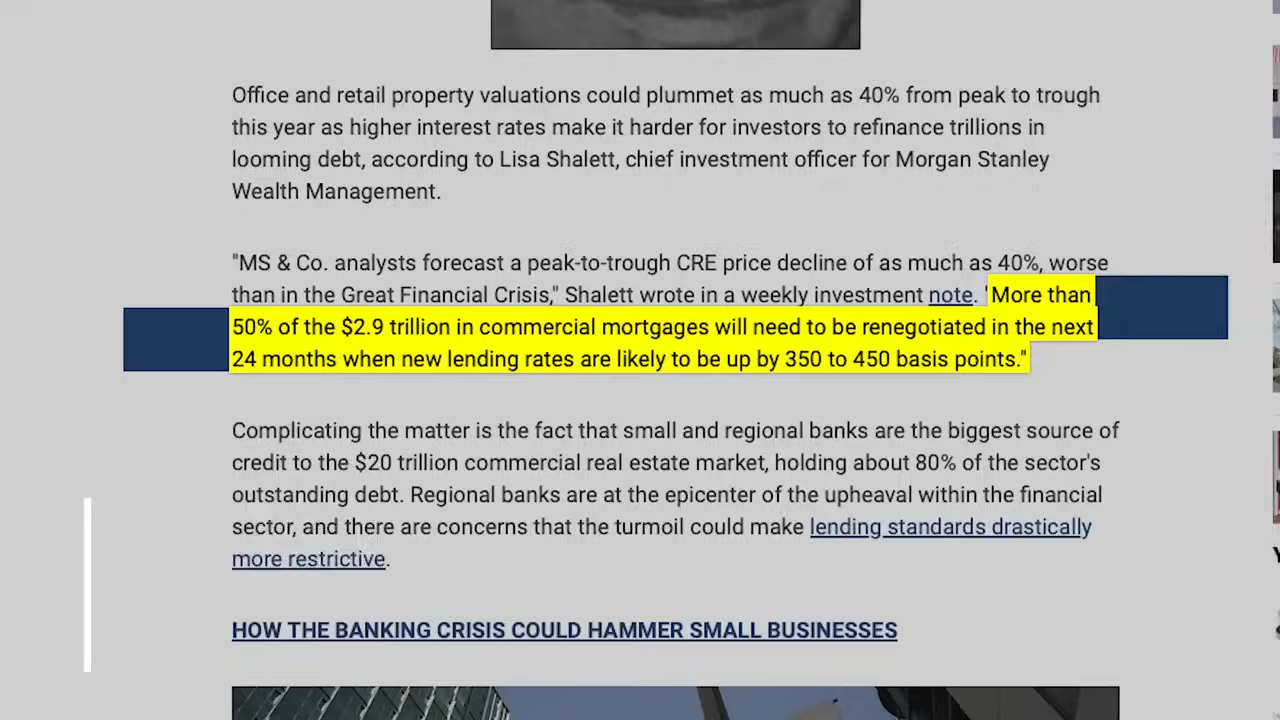 Office and retail property valuations could plummet as much as 40% from peak to trough
this year as higher interest rates make it harder for investors to refinance trillions in
looming debt, according to Lisa Shalett, chief investment officer for Morgan Stanley
Wealth Management.
"MS & Co. analysts forecast a peak-to-trough CRE price decline of as much as 40%, worse
than in the Great Financial Crisis," Shalett wrote in a weekly investment note. "More than
50% of the $2.9 trillion in commercial mortgages will need to be renegotiated in the next
24 months when new lending rates are likely to be up by 350 to 450 basis points."
Complicating the matter is the fact that small and regional banks are the biggest source of
credit to the $20 trillion commercial real estate market, holding about 80% of the sector's
outstanding debt. Regional banks are at the epicenter of the upheaval within the financial
sector, and there are concerns that the turmoil could make lending standards drastically
more restrictive.
HOW THE BANKING CRISIS COULD HAMMER SMALL BUSINESSES